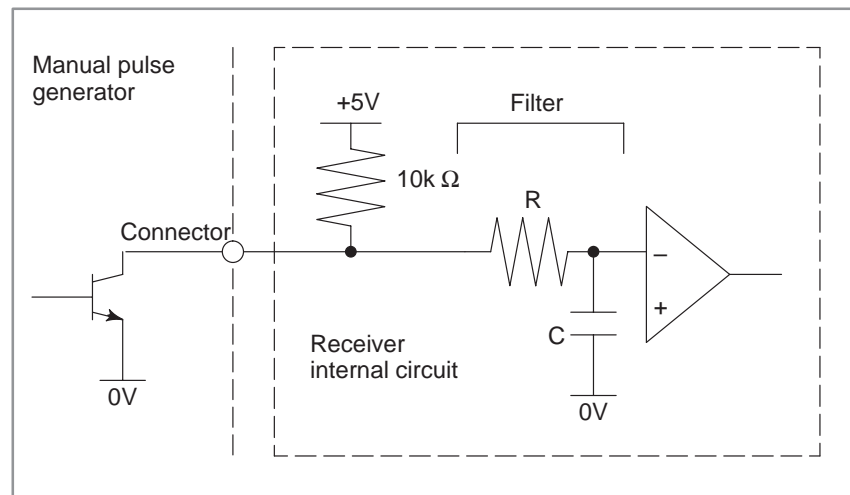 Manual pulse
generator
+5V
Filter
10k Ω
R
Connector
−
+
C
Receiver
internal circuit
0V
0V